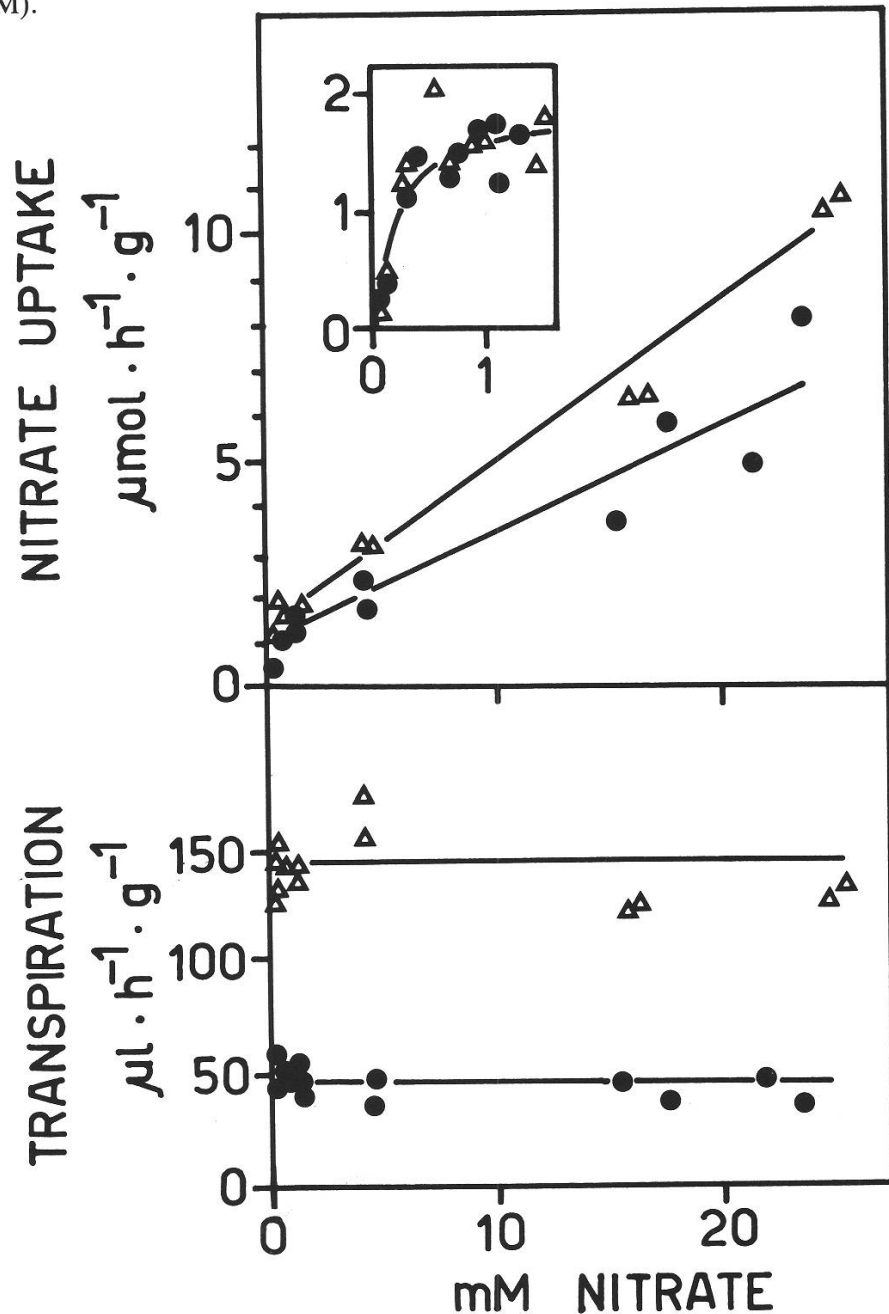 M).
NITRATE UPTAKE
µmol · h⁻¹ · g⁻¹
10
5
0
2
1
0
0
1
TRANSPIRATION
µl · h⁻¹ · g⁻¹
150
100
50
0
0
10
20
mM NITRATE